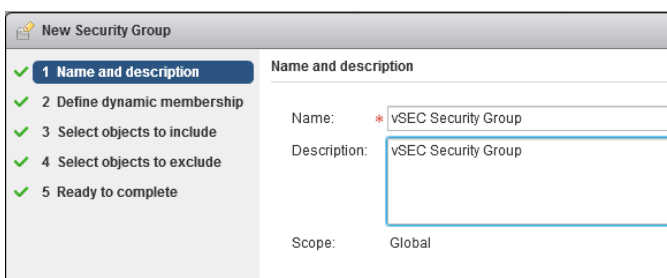 New Security Group
1 Name and description
2 Define dynamic membership
3 Select objects to include
4 Select objects to exclude
5 Ready to complete
Name and description
Name: * vSEC Security Group
Description: vSEC Security Group
Scope: Global